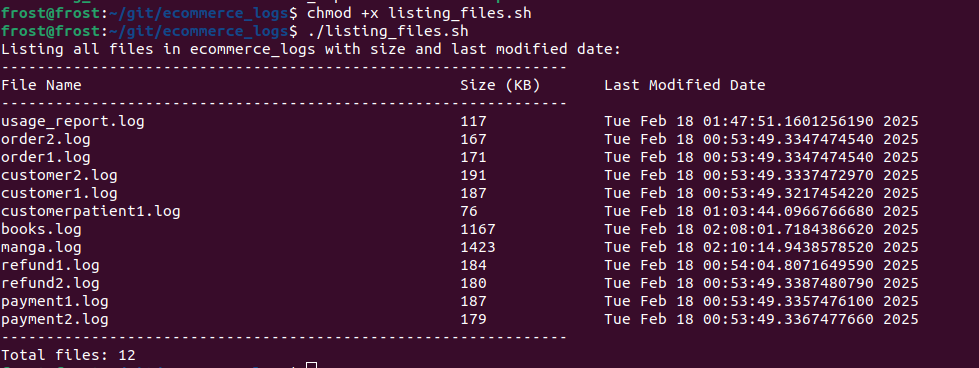 frost@frost:~/git/ecommerce_logs$ chmod +x listing_files.sh
frost@frost:~/git/ecommerce_logs$ ./listing_files.sh
Listing all files in ecommerce_logs with size and last modified date:
---------------------------------------------------------------
File Name Size (KB) Last Modified Date
---------------------------------------------------------------
usage_report.log 117 Tue Feb 18 01:47:51.1601256190 2025
order2.log 167 Tue Feb 18 00:53:49.3347474540 2025
order1.log 171 Tue Feb 18 00:53:49.3347474540 2025
customer2.log 191 Tue Feb 18 00:53:49.3337472970 2025
customer1.log 187 Tue Feb 18 00:53:49.3217454220 2025
customerpatient1.log 76 Tue Feb 18 01:03:44.0966766680 2025
books.log 1167 Tue Feb 18 02:08:01.7184386620 2025
manga.log 1423 Tue Feb 18 02:10:14.9438578520 2025
refund1.log 184 Tue Feb 18 00:54:04.8071649590 2025
refund2.log 180 Tue Feb 18 00:53:49.3387480790 2025
payment1.log 187 Tue Feb 18 00:53:49.3357476100 2025
payment2.log 179 Tue Feb 18 00:53:49.3367477660 2025
---------------------------------------------------------------
Total files: 12